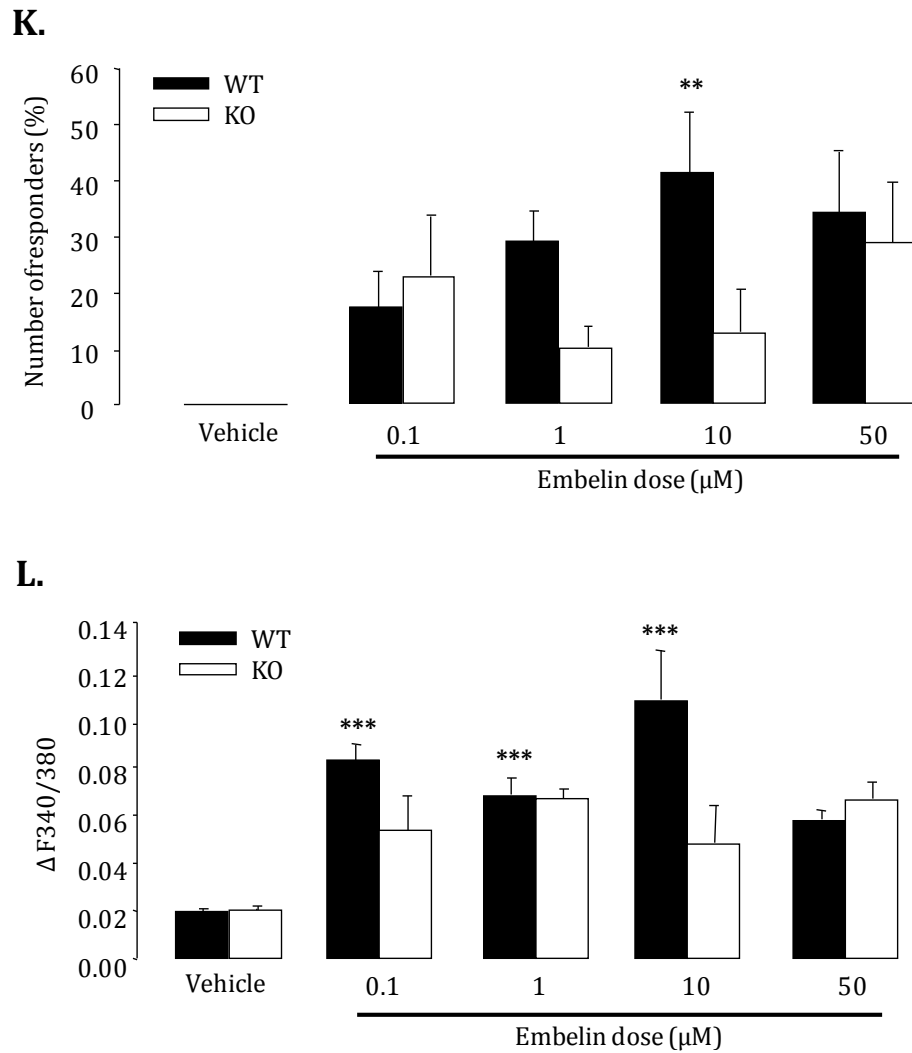 K.
Number ofresponders (%)
60
50
40
30
20
10
0
WT
KO
**
Vehicle
0.1
1
10
50
Embelin dose (µM)
L.
Δ F340/380
0.14
0.12
0.10
0.08
0.06
0.04
0.02
0.00
WT
KO
***
***
***
Vehicle
0.1
1
10
50
Embelin dose (µM)